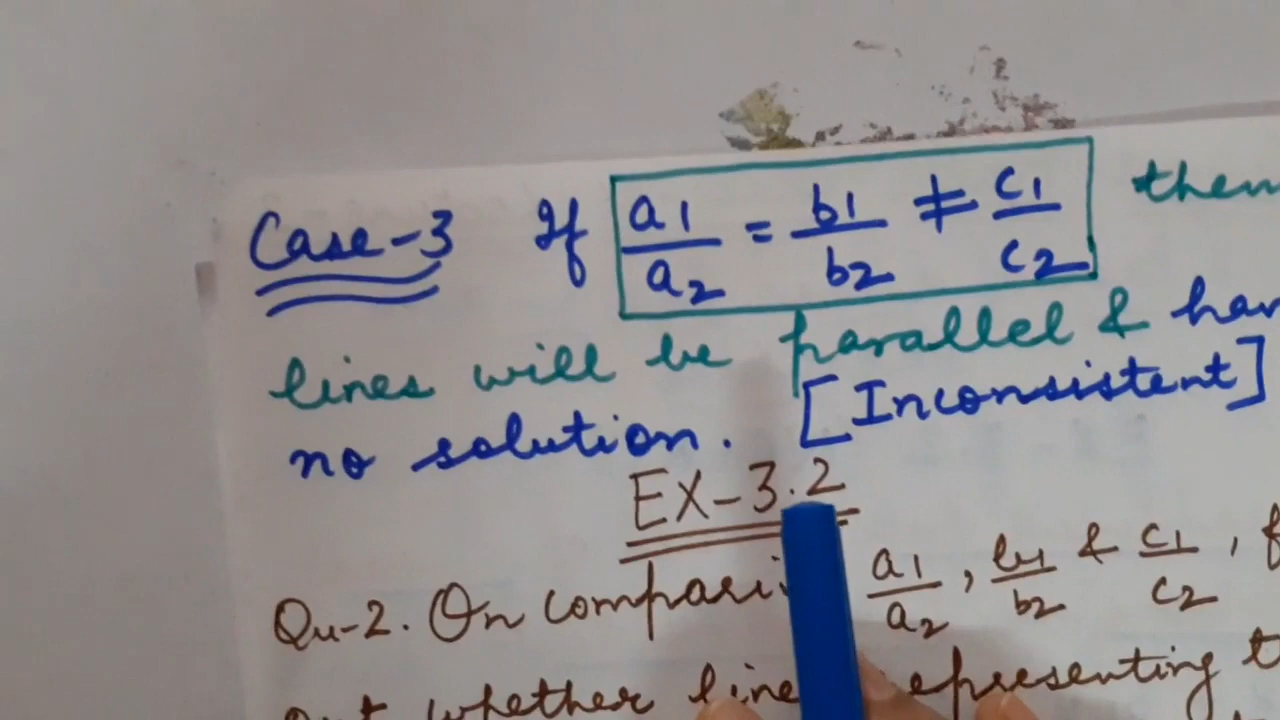 Case-3 If a1/a2 = b1/b2 ≠ c1/c2 then
lines will be parallel & hav
no solution. [Inconsistent]
EX-3.2
Qu-2. On compari a1/a2, b1/b2 & c1/c2, f
out whether line epresenting t